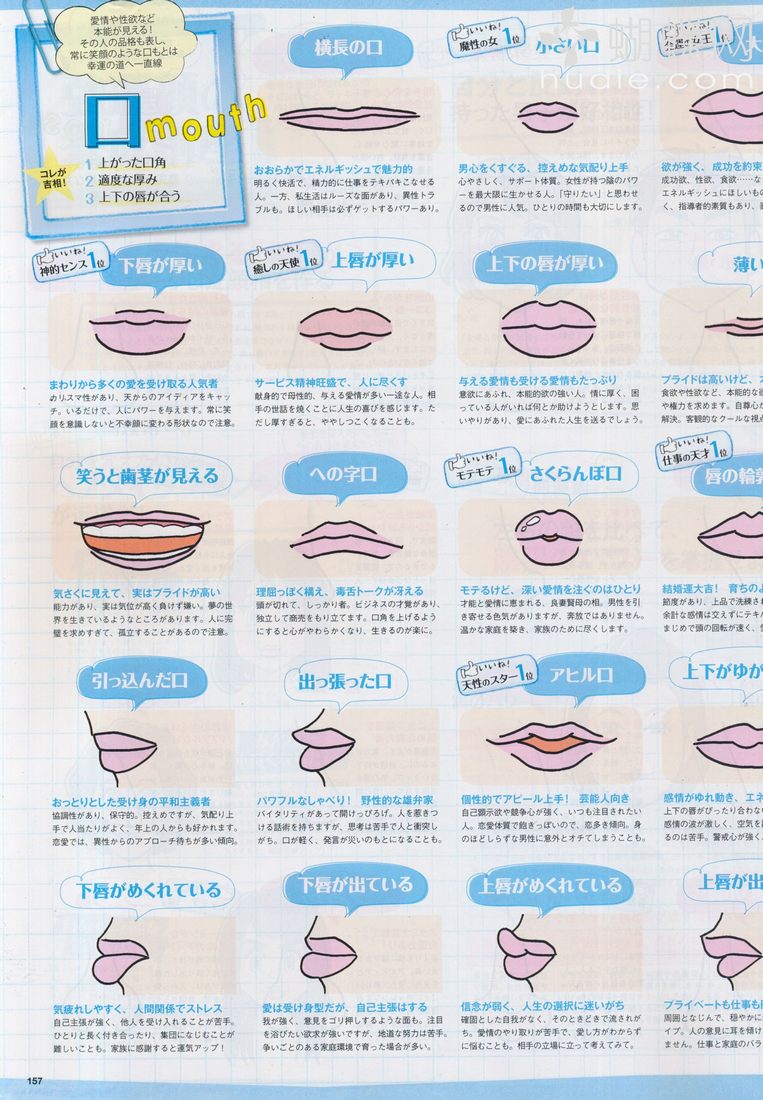 愛情や性欲など
本能が見える!
その人の品格も表し、
常に笑顔のような口もとは
幸運の道へ一直線
口 mouth
コレが
吉相!
1 上がった口角
2 適度な厚み
3 上下の唇が合う
横長の口
おおらかでエネルギッシュで魅力的
明るく快活で、精力的に仕事をテキパキこなせる
人。一方、私生活はルーズな面があり、異性トラ
ブルも。ほしい相手は必ずゲットするパワーあり。
いいね!
魔性の女1位
小さい口
男心をくすぐる、控えめな気配り上手
心やさしく、サポート体質。女性が持つ陰のパワ
ーを最大限に生かせる人。「守りたい」と思わせ
るので男性に人気。ひとりの時間も大切にします。
女王1
欲が強く、成功を約束
成功欲、性欲、食欲……な
エネルギッシュにほしいもの
く、指導者的素質もあり、
いいね!
神的センス1位
下唇が厚い
まわりから多くの愛を受け取る人気者
カリスマ性があり、天からのアイディアをキャッ
チ。いるだけで、人にパワーを与えます。常に笑
顔を意識しないと不幸顔に変わる形状なので注意。
いいね!
癒しの天使1位
上唇が厚い
サービス精神旺盛で、人に尽くす
献身的で母性的、与える愛情が多い一途な人。相
手の世話を焼くことに人生の喜びを感じます。た
だし厚すぎると、ややしつこくなることも。
上下の唇が厚い
与える愛情も受ける愛情もたっぷり
意欲にあふれ、本能的欲の強い人。情に厚く、困
っている人がいれば何とか助けようとします。思
いやりがあり、愛にあふれた人生を送るでしょう。
薄い
プライドは高いけど、
食欲や性欲など、本能的な
や権力を求めます。自尊心が
解決。客観的なクールな視点
笑うと歯茎が見える
気さくに見えて、実はプライドが高い
能力があり、実は気位が高く負けず嫌い。夢の世
界を生きているようなところがあります。人に完
璧を求めすぎて、孤立することがあるので注意。
への字口
理屈っぽく構え、毒舌トークが冴える
頭が切れて、しっかり者。ビジネスの才覚があり、
独立して商売をもり立てます。口角を上げるよう
にすると心がやわらかくなり、生きるのが楽に。
いいね!
モテモテ1位
さくらんぼ口
モテるけど、深い愛情を注ぐのはひとり
才能と愛情に恵まれる、良妻賢母の相。男性を引
き寄せる色気がありますが、奔放ではありません。
温かな家庭を築き、家族のために尽くします。
いいね!
仕事の天才1位
唇の輪郭
結婚運大吉! 育ちのよ
節度があり、上品で洗練され
余計な感情は交えずにテキパ
まじめで頭の回転が速く、
引っ込んだ口
おっとりとした受け身の平和主義者
協調性があり、保守的。控えめですが、気配り上
手で人当たりがよく、年上の人からも好かれます。
恋愛では、異性からのアプローチ待ちが多い傾向。
出っ張った口
パワフルなしゃべり! 野性的な雄弁家
バイタリティがあって開けっぴろげ。人を惹きつ
ける話術を持ちますが、思考は苦手で人と衝突し
がち。口が軽く、発言が災いのもとになることも。
いいね!
天性のスター1位
アヒル口
個性的でアピール上手! 芸能人向き
自己顕示欲や競争心が強く、いつも注目されたい
人。恋愛体質で飽きっぽいので、恋多き傾向。身
のほどしらずな男性に意外とオチてしまうことも。
上下がゆが
感情がゆれ動き、エネ
上下の唇がぴったり合わな
感情の波が激しく、空気を
るのは苦手。警戒心が強く、
下唇がめくれている
気疲れしやすく、人間関係でストレス
自己主張が強く、他人を受け入れることが苦手。
ひとりと長く付き合ったり、集団になじむことが
難しいことも。家族に感謝すると運気アップ!
下唇が出ている
愛は受け身型だが、自己主張はする
我が強く、意見をゴリ押しするような面も。注目
を浴びたい欲求が強いですが、地道な努力は苦手。
争いごとのある家庭環境で育った場合が多い。
上唇がめくれている
信念が弱く、人生の選択に迷いがち
確固とした自我がなく、そのときどきで流されが
ち。愛情のやり取りが苦手で、愛し方がわからず
に悩むことも。相手の立場に立って考えてみて。
上唇が出
プライベートも仕事も
周囲となじんで、穏やかに
イプ。人の意見に耳を傾け
ません。仕事と家庭のバラ
157
nudie.com